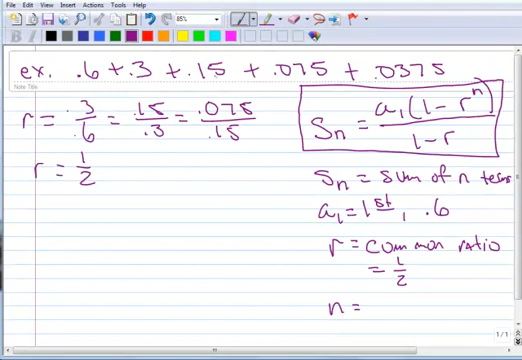 File Edit View Insert Actions Tools Help
85%
B
ex. .6 + .3 + .15 + .075 + .0375
Note Title
r = .3/.6 = .15/.3 = .075/.15
Sn = a1(1 - r^n)/(1 - r)
r = 1/2
Sn = sum of n terms
a1 = 1st, .6
r = common ratio
= 1/2
n =
1/1